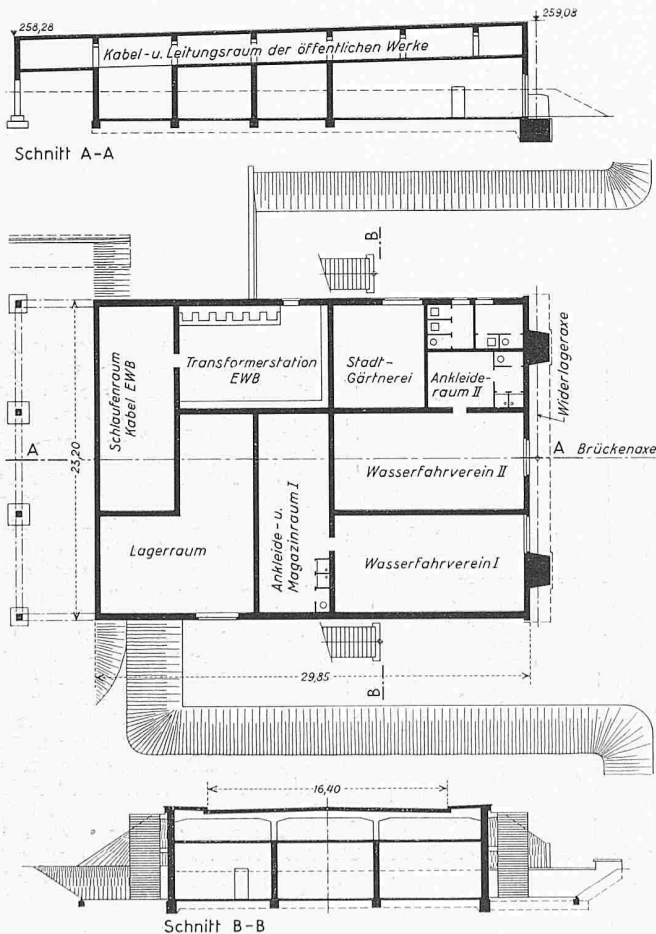 258,28
259,08
Kabel-u. Leitungsraum der öffentlichen Werke
Schnitt A-A
B
Schlaufenraum
Kabel EWB
Transformerstation
EWB
Stadt-
Gärtnerei
Ankleide-
raum II
Widerlageraxe
23,20
A
A
Brückenaxe
Wasserfahrverein II
Lagerraum
Ankleide-u.
Magazinraum I
Wasserfahrverein I
29,85
B
16,40
Schnitt B-B